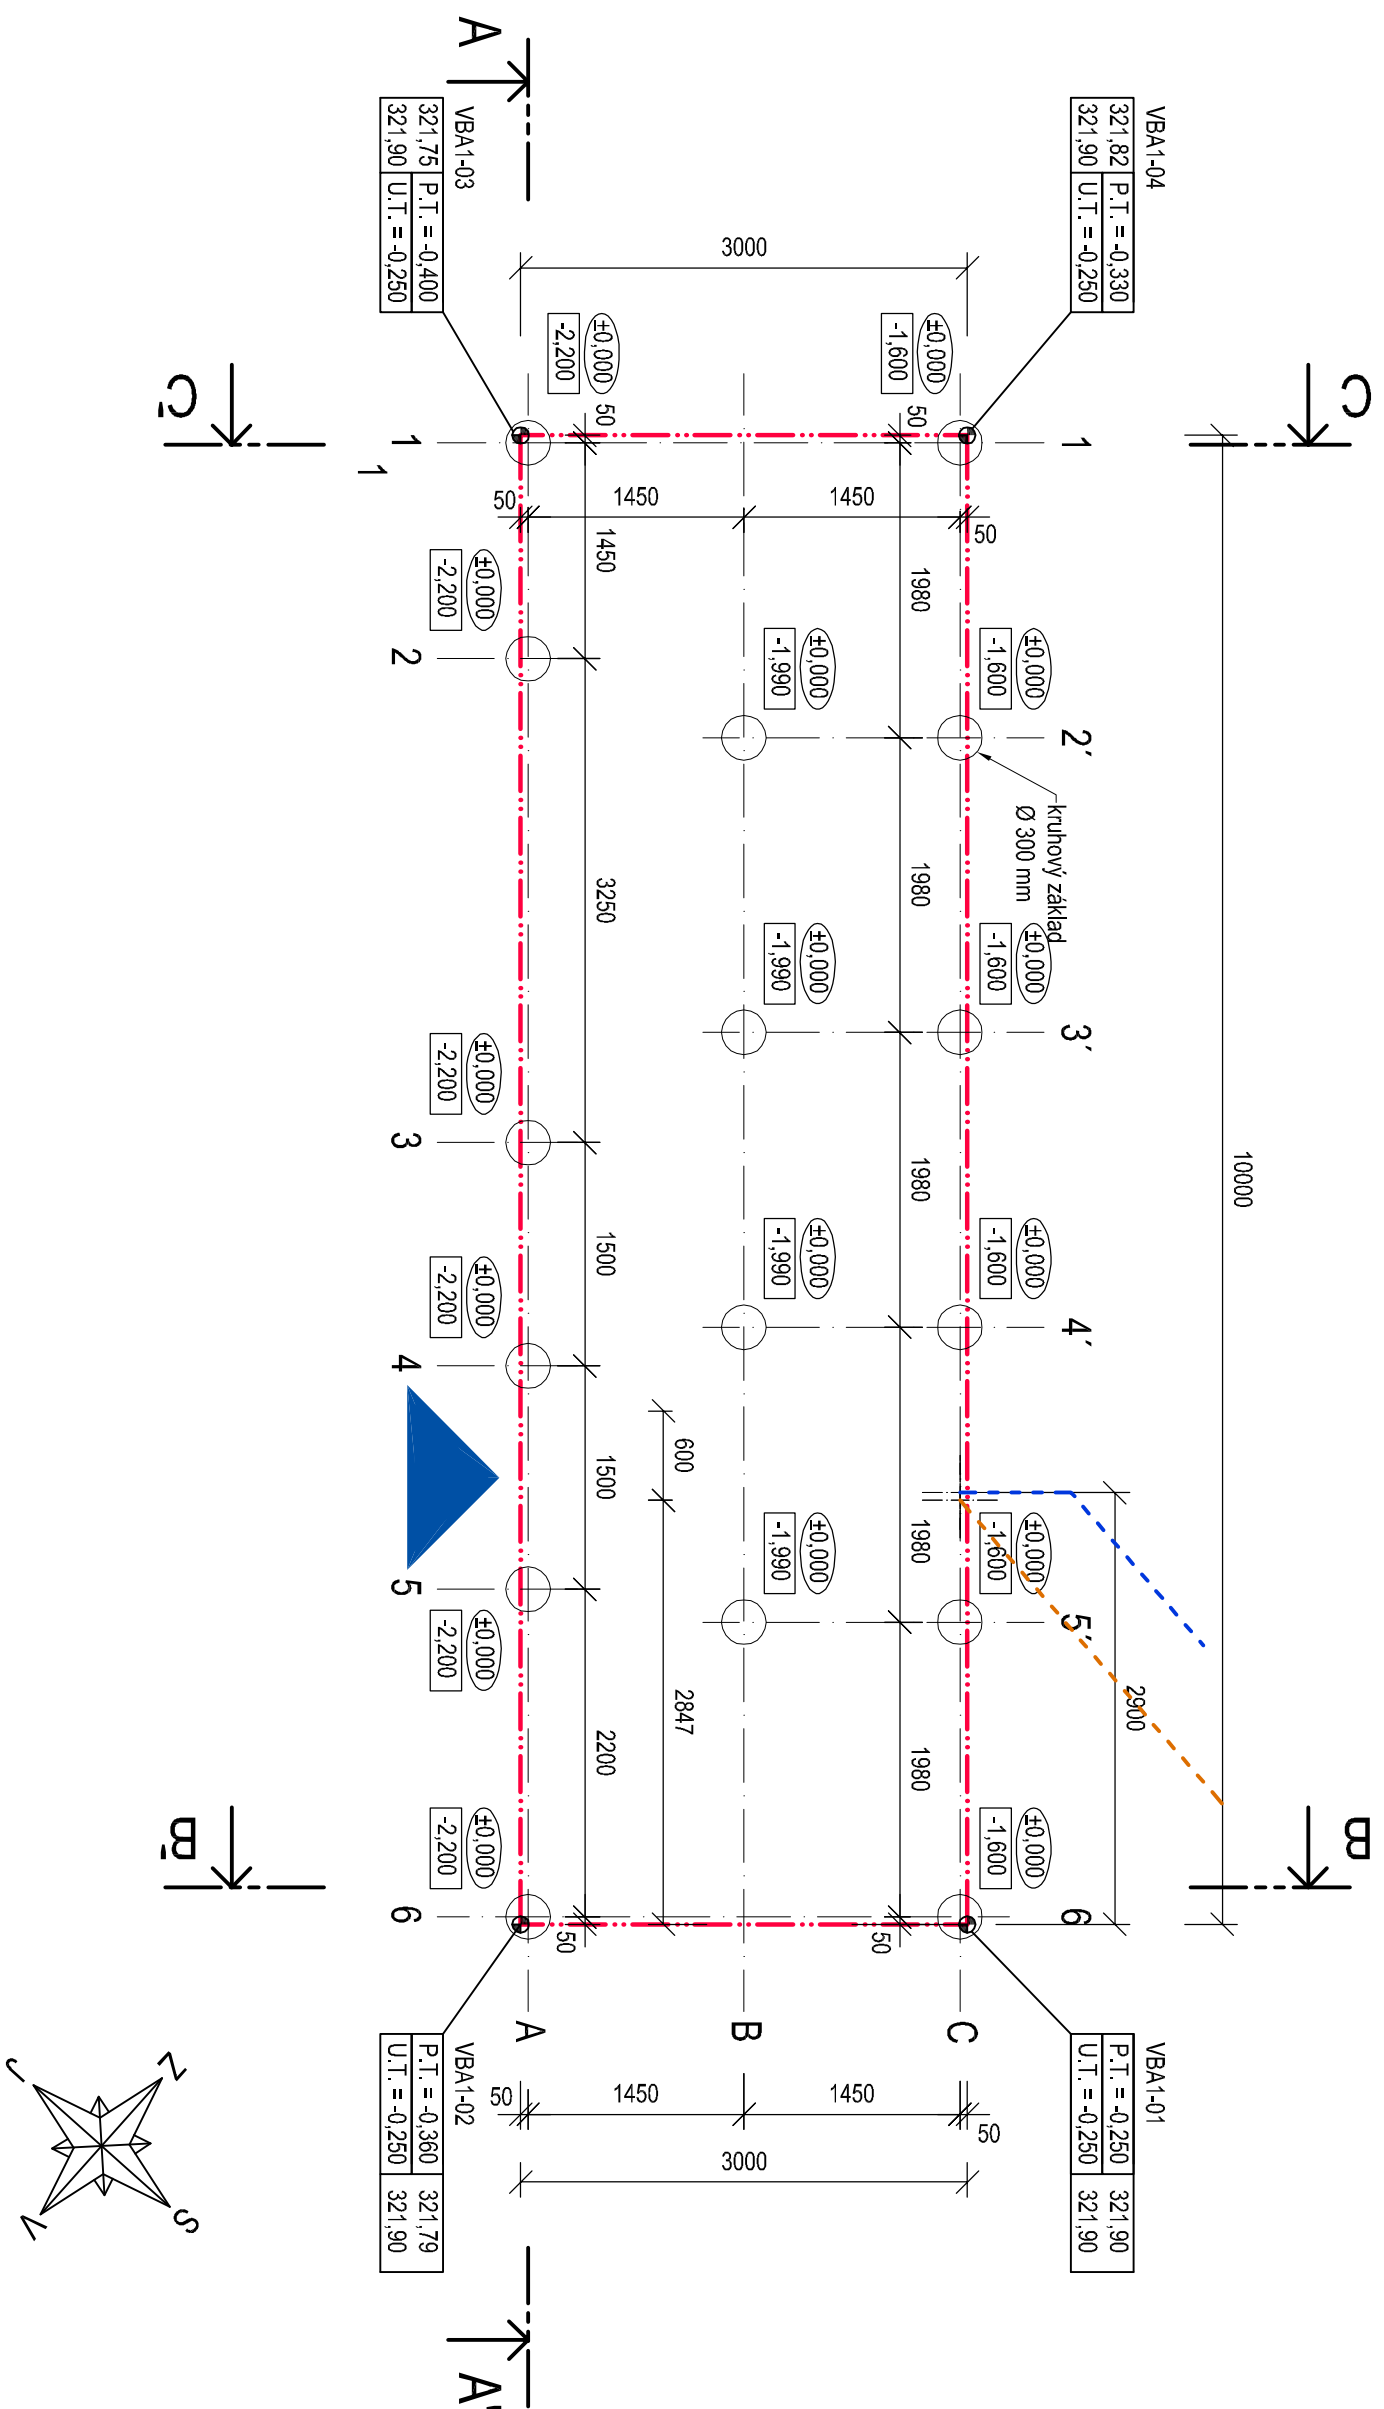 A
A'
B
B'
C
C'
VBA1-04
321,82 P.T. = -0,330
321,90 U.T. = -0,250
VBA1-03
321,75 P.T. = -0,400
321,90 U.T. = -0,250
VBA1-01
P.T. = -0,250 321,90
U.T. = -0,250 321,90
VBA1-02
P.T. = -0,360 321,79
U.T. = -0,250 321,90
10000
2900
1
2´
3´
4´
5´
6
kruhový základ
Ø 300 mm
±0,000
-1,600
±0,000
-1,600
±0,000
-1,600
±0,000
-1,600
±0,000
-1,600
±0,000
-1,600
50
1980
1980
1980
1980
1980
50
±0,000
-1,990
±0,000
-1,990
±0,000
-1,990
±0,000
-1,990
600
2847
50
1450
3250
1500
1500
2200
50
±0,000
-2,200
±0,000
-2,200
±0,000
-2,200
±0,000
-2,200
±0,000
-2,200
±0,000
-2,200
1
1
2
3
4
5
6
3000
50
1450
1450
50
A
B
C
50
1450
1450
50
3000
Z
S
J
V